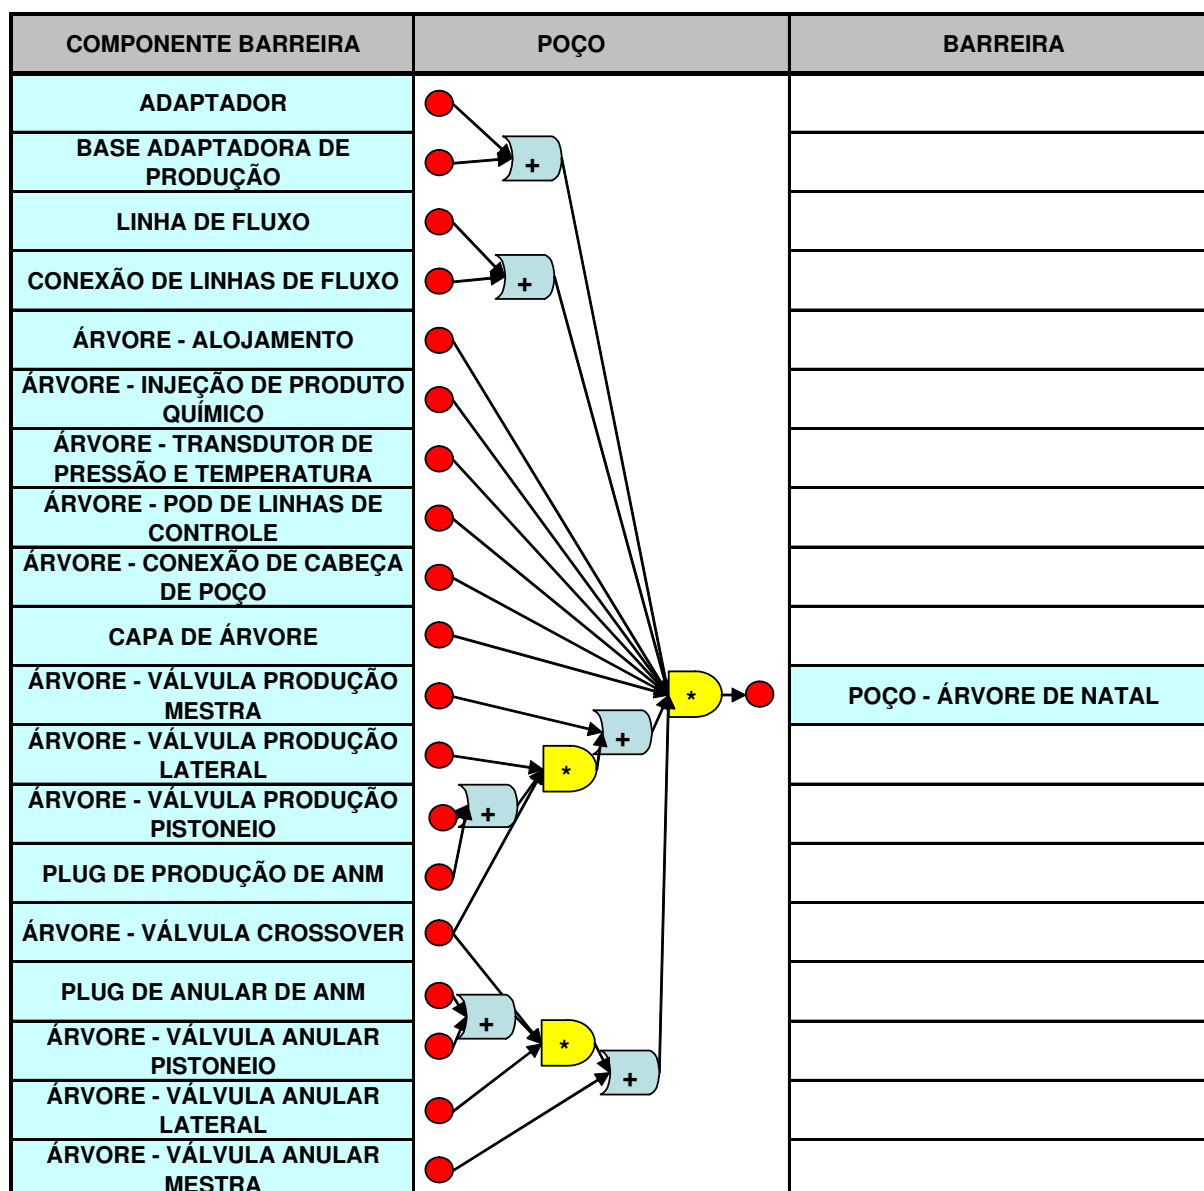 COMPONENTE BARREIRA
POÇO
BARREIRA
ADAPTADOR
BASE ADAPTADORA DE
PRODUÇÃO
+
LINHA DE FLUXO
CONEXÃO DE LINHAS DE FLUXO
+
ÁRVORE - ALOJAMENTO
ÁRVORE - INJEÇÃO DE PRODUTO
QUÍMICO
ÁRVORE - TRANSDUTOR DE
PRESSÃO E TEMPERATURA
ÁRVORE - POD DE LINHAS DE
CONTROLE
ÁRVORE - CONEXÃO DE CABEÇA
DE POÇO
CAPA DE ÁRVORE
ÁRVORE - VÁLVULA PRODUÇÃO
MESTRA
*
POÇO - ÁRVORE DE NATAL
+
ÁRVORE - VÁLVULA PRODUÇÃO
LATERAL
*
ÁRVORE - VÁLVULA PRODUÇÃO
PISTONEIO
+
PLUG DE PRODUÇÃO DE ANM
ÁRVORE - VÁLVULA CROSSOVER
PLUG DE ANULAR DE ANM
+
ÁRVORE - VÁLVULA ANULAR
PISTONEIO
*
+
ÁRVORE - VÁLVULA ANULAR
LATERAL
ÁRVORE - VÁLVULA ANULAR
MESTRA